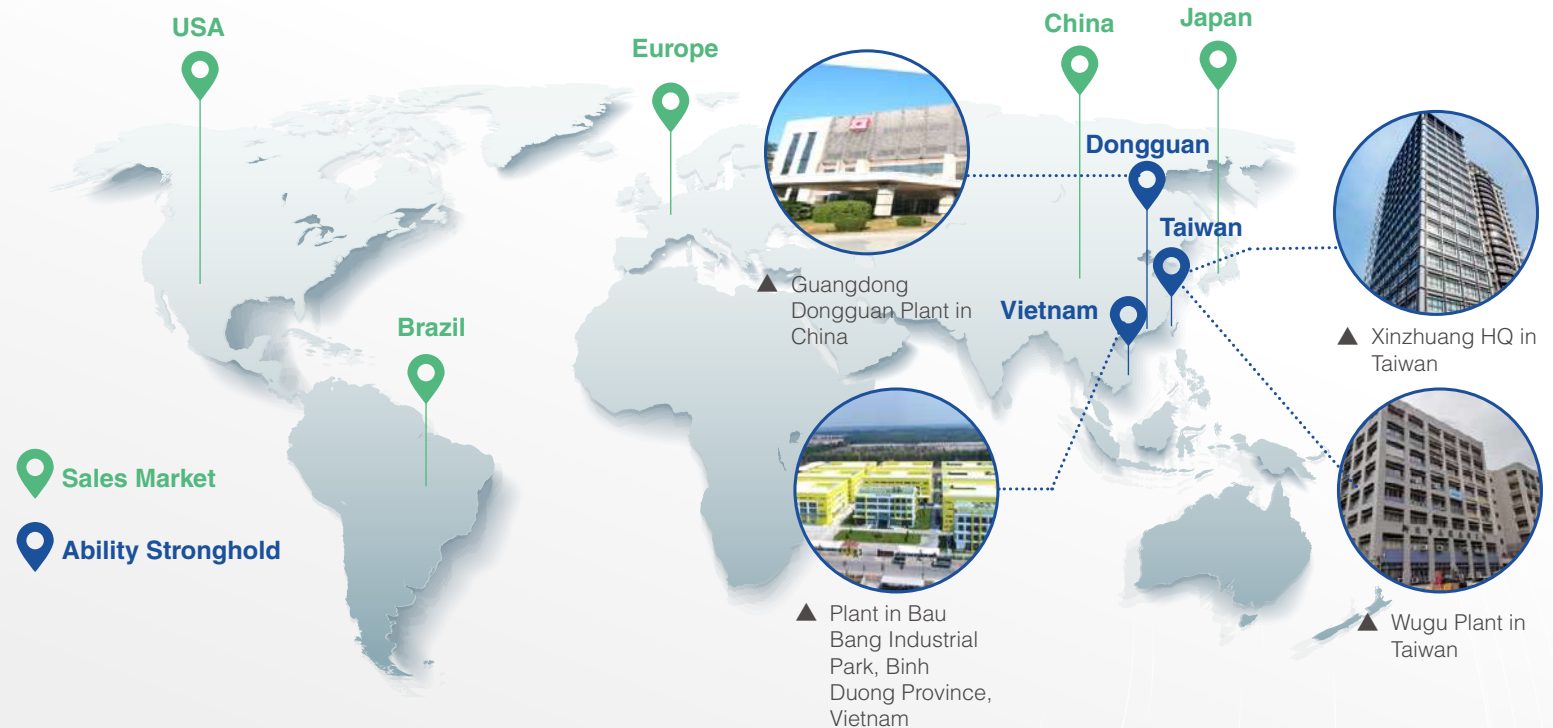 USA
Europe
China
Japan
Dongguan
Taiwan
Vietnam
Brazil
Sales Market
Ability Stronghold
▲ Guangdong
Dongguan Plant in
China
▲ Xinzhuang HQ in
Taiwan
▲ Plant in Bau
Bang Industrial
Park, Binh
Duong Province,
Vietnam
▲ Wugu Plant in
Taiwan